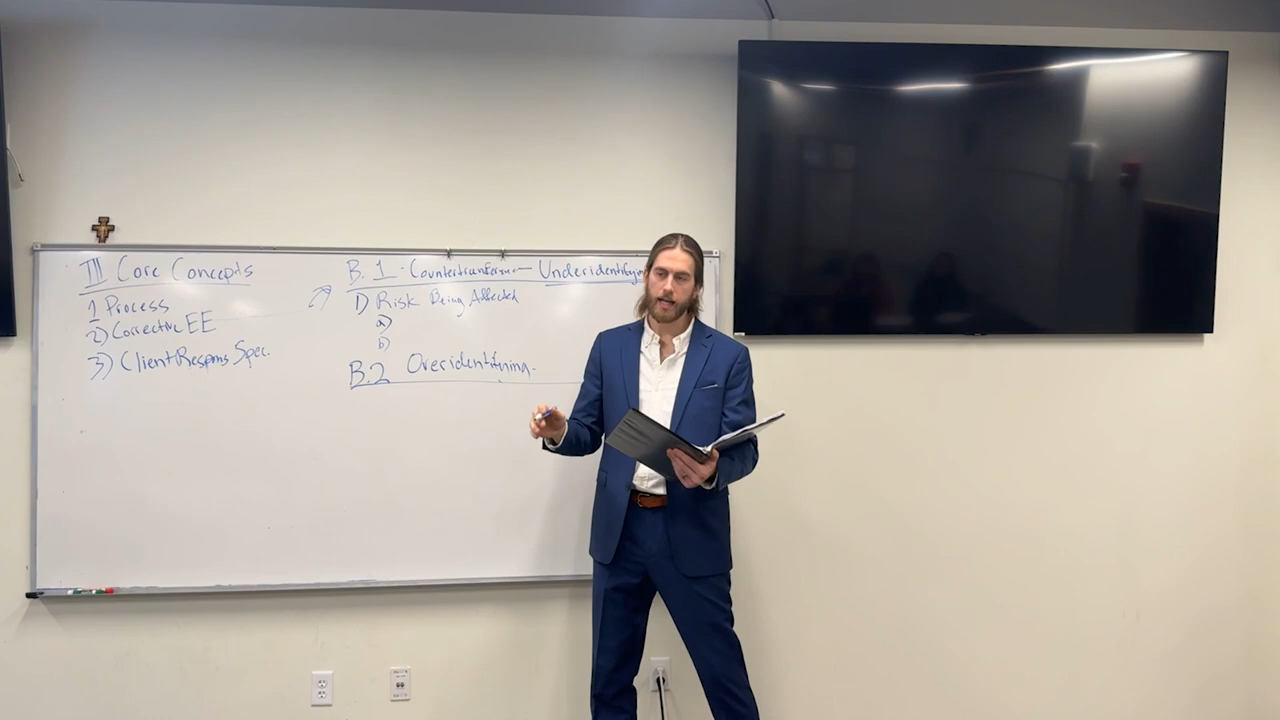 III Core Concepts
1 Process
2) Corrective EE
3) Client Respons Spec.
B. 1 - Countertransference — Underidentifying
1) Risk Being Affected
a)
b)
B.2 Overidentifying.